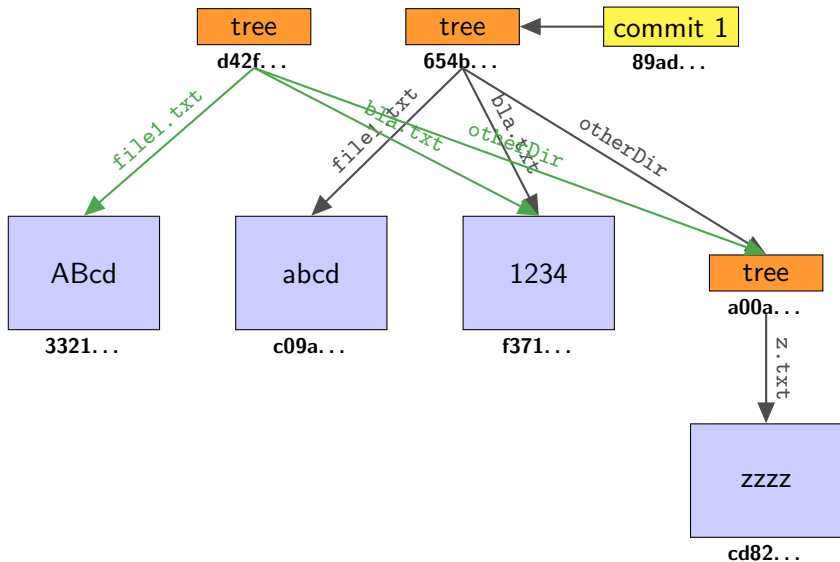 tree
tree
commit 1
d42f...
654b...
89ad...
file1.txt
bla.txt
file1.txt
bla.txt
otherDir
otherDir
ABcd
abcd
1234
tree
3321...
c09a...
f371...
a00a...
z.txt
zzzz
cd82...